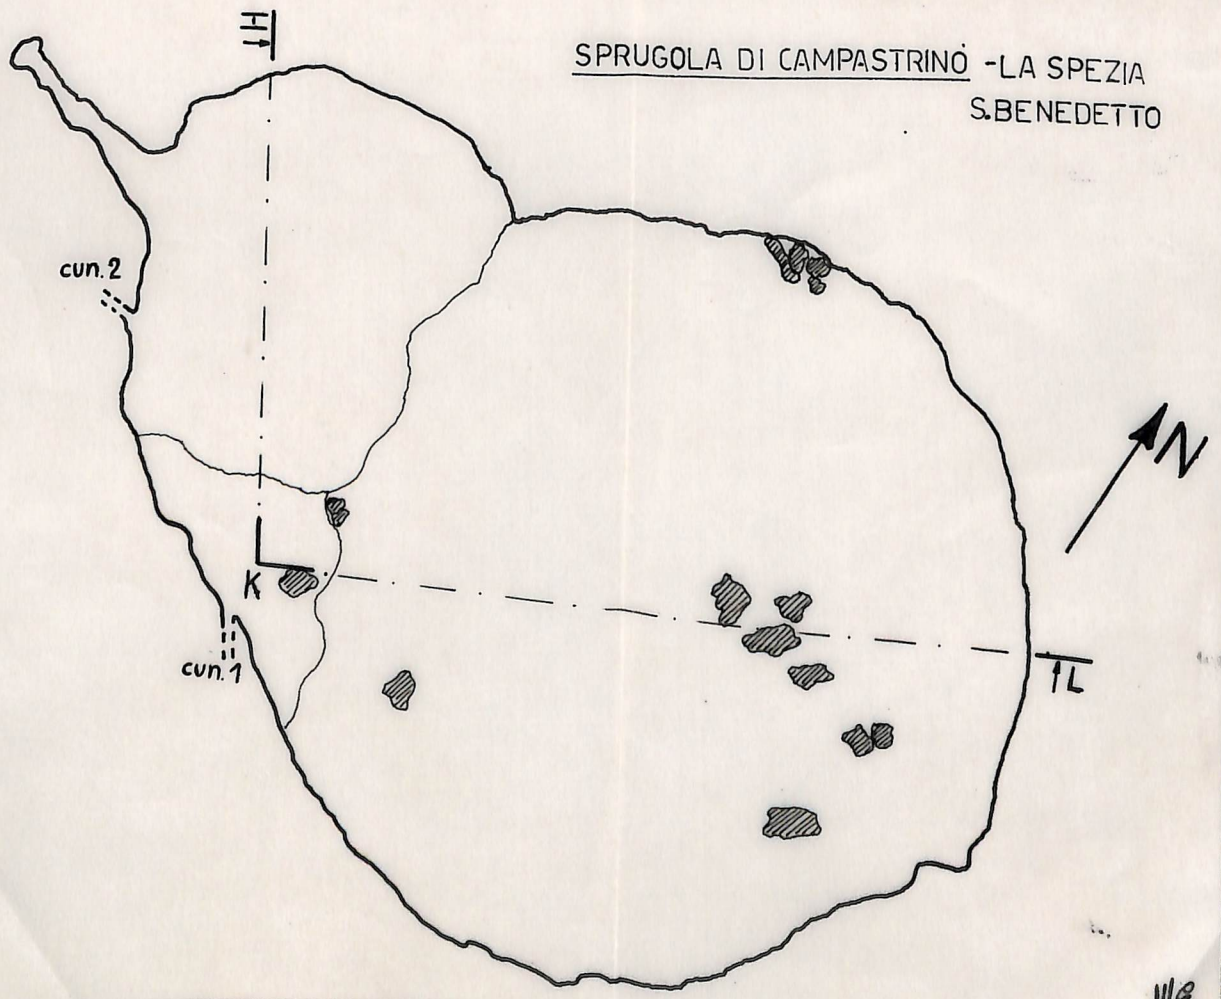 SPRUGOLA DI CAMPASTRINO -LA SPEZIA
S.BENEDETTO
H
cun.2
N
K
cun.1
L